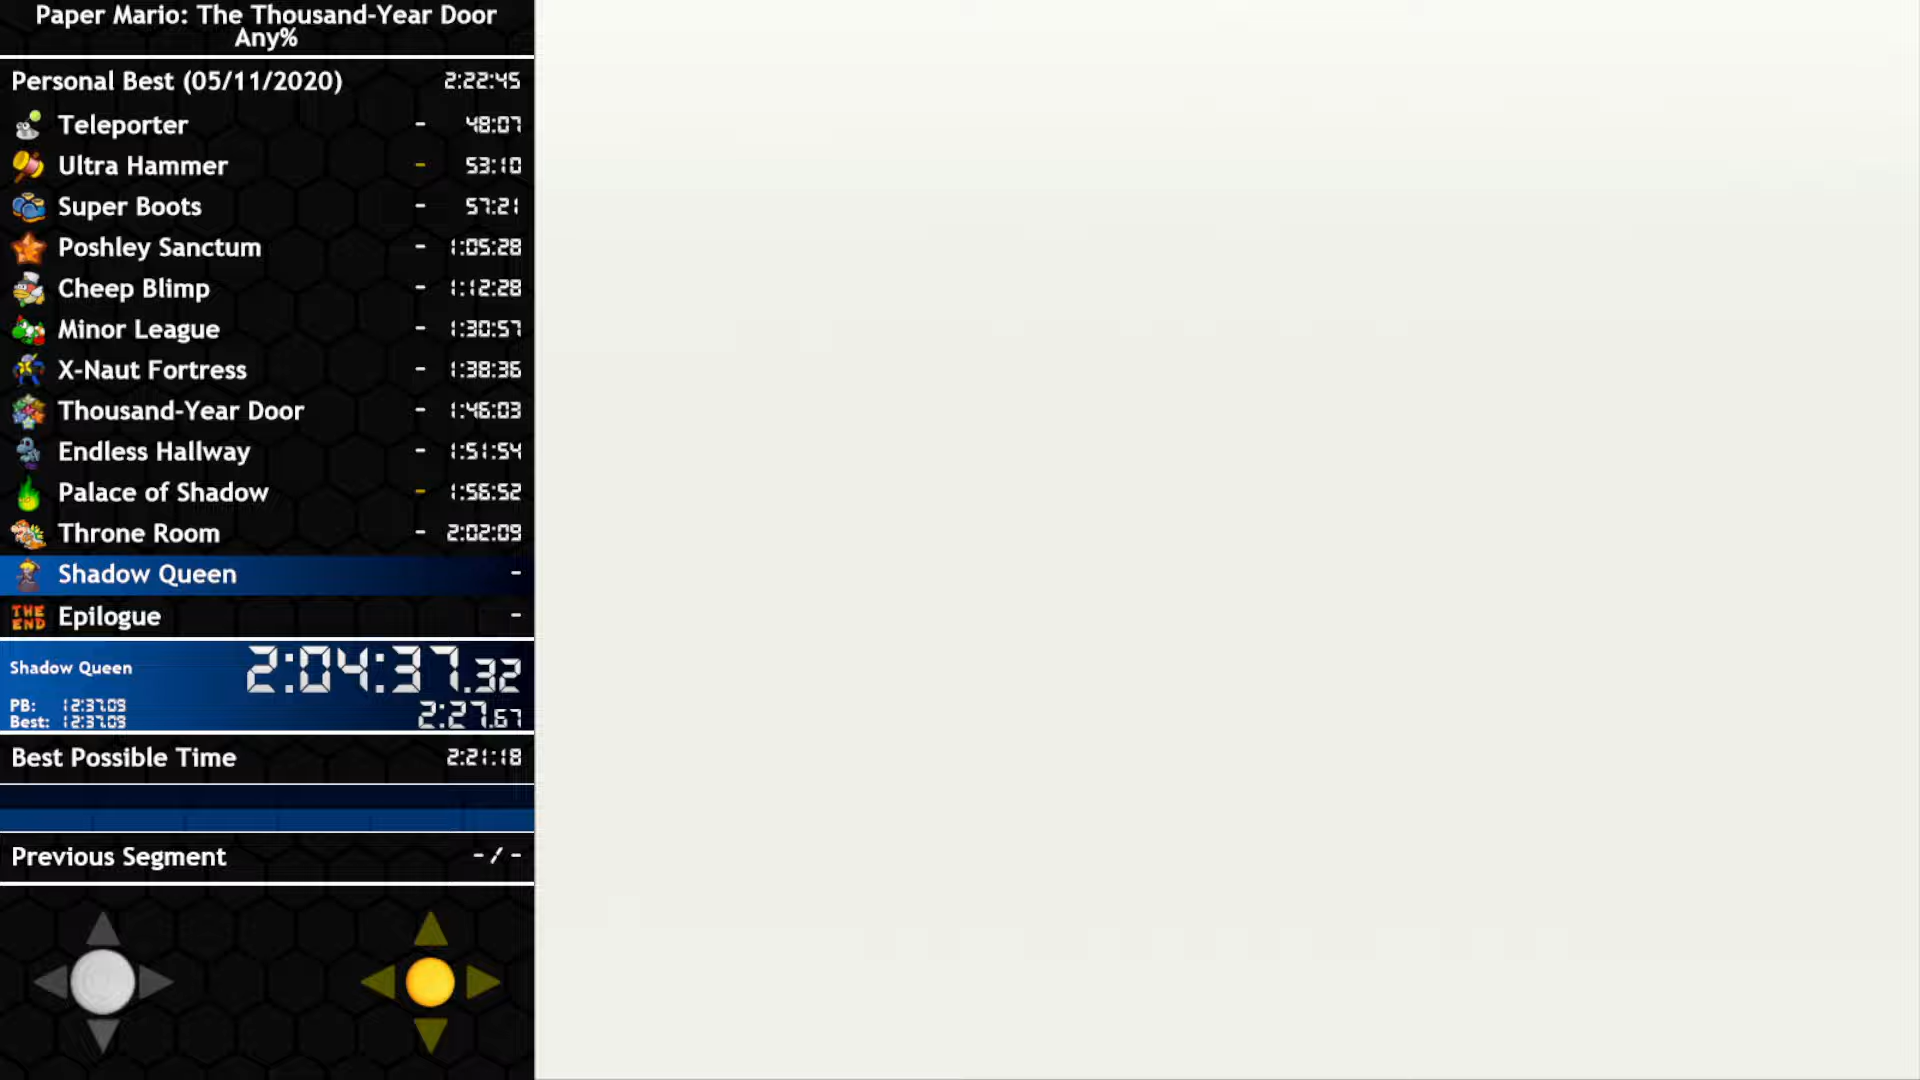 Paper Mario: The Thousand-Year Door
Any%
Personal Best (05/11/2020) 2:22:45
Teleporter - 48:07
Ultra Hammer - 53:10
Super Boots - 57:21
Poshley Sanctum - 1:05:28
Cheep Blimp - 1:12:28
Minor League - 1:30:57
X-Naut Fortress - 1:38:36
Thousand-Year Door - 1:46:03
Endless Hallway - 1:51:54
Palace of Shadow - 1:56:52
Throne Room - 2:02:09
Shadow Queen -
THE END Epilogue -
Shadow Queen 2:04:37.32
PB: 12:37.09
Best: 12:37.09 2:27.67
Best Possible Time 2:21:18
Previous Segment - / -